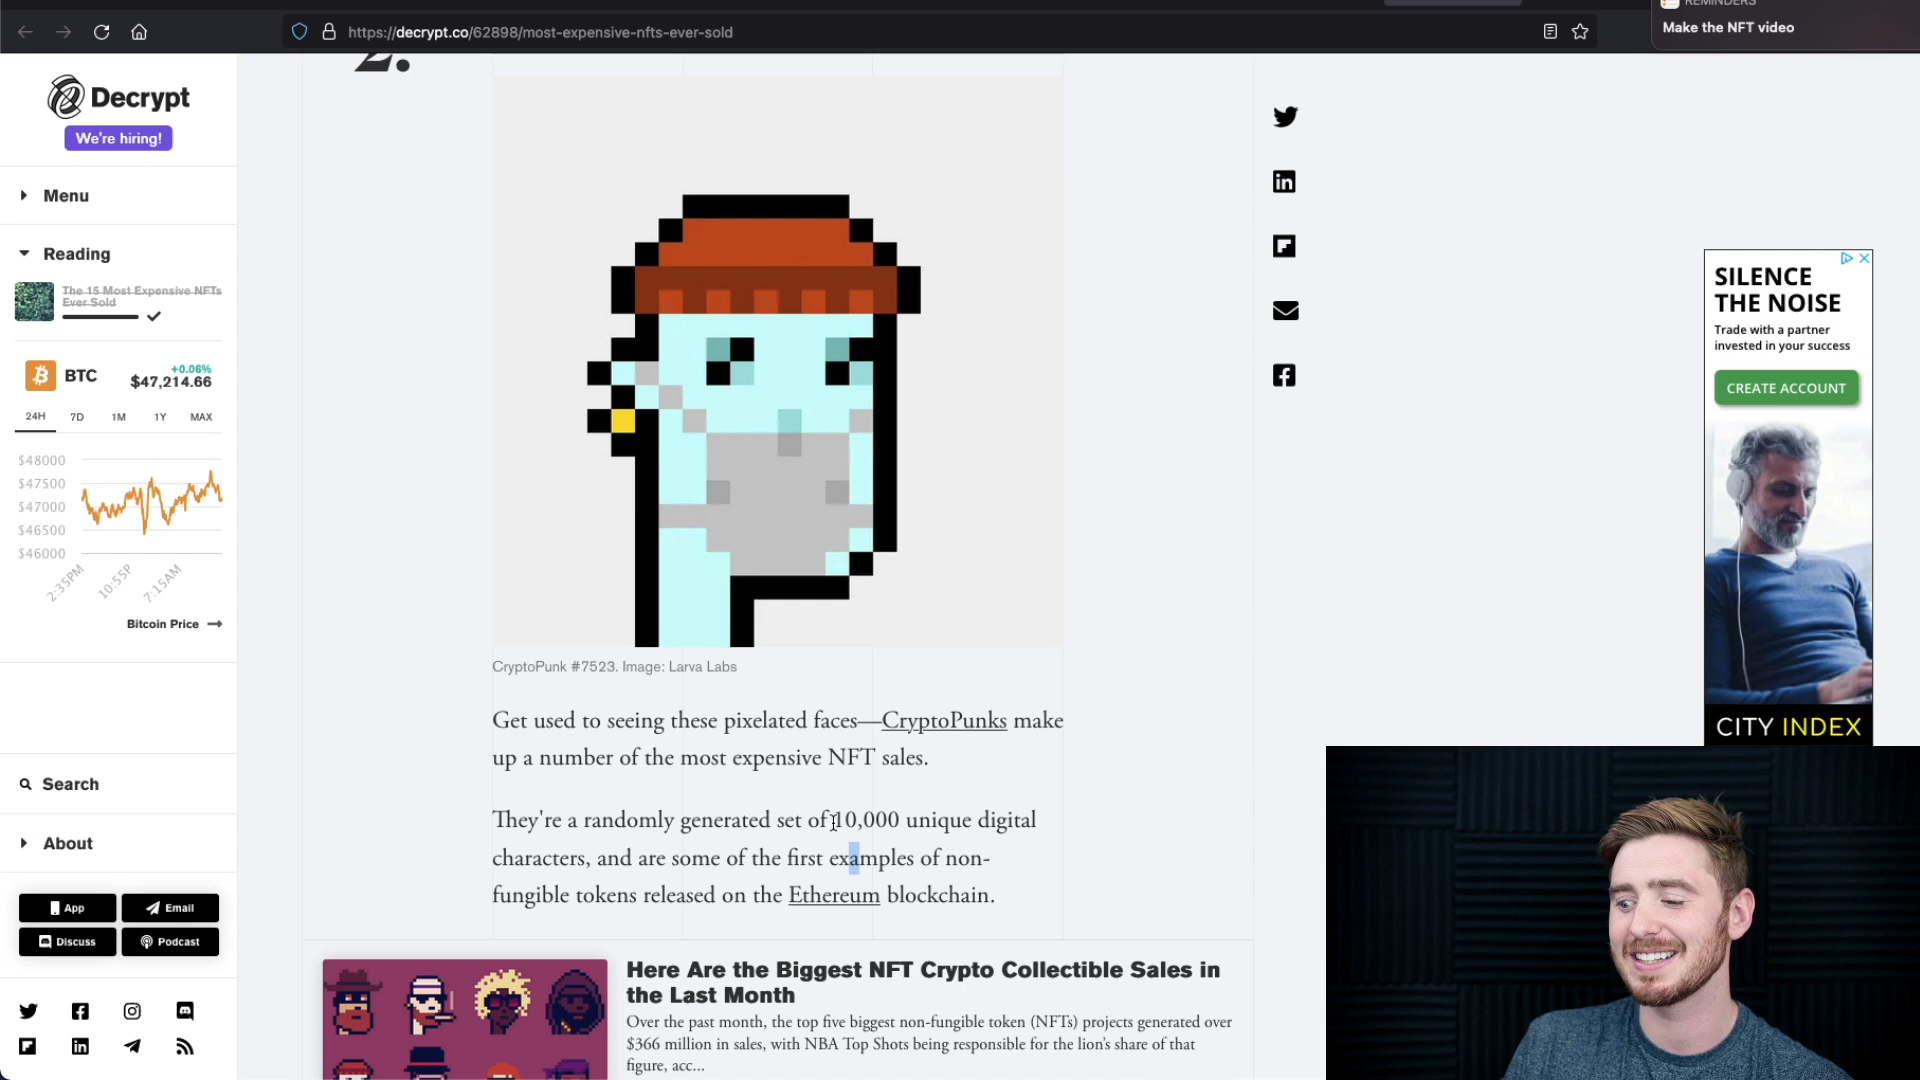 https://decrypt.co/62898/most-expensive-nfts-ever-sold
REMINDERS
Make the NFT video
Decrypt
We're hiring!
Menu
Reading
The 15 Most Expensive NFTs
Ever Sold
BTC
+0.06%
$47,214.66
24H 7D 1M 1Y MAX
$48000
$47500
$47000
$46500
$46000
2:35PM 10:55P 7:15AM
Bitcoin Price
Search
About
App Email
Discuss Podcast
2.
CryptoPunk #7523. Image: Larva Labs
Get used to seeing these pixelated faces—CryptoPunks make
up a number of the most expensive NFT sales.
They're a randomly generated set of 10,000 unique digital
characters, and are some of the first examples of non-
fungible tokens released on the Ethereum blockchain.
Here Are the Biggest NFT Crypto Collectible Sales in
the Last Month
Over the past month, the top five biggest non-fungible token (NFTs) projects generated over
$366 million in sales, with NBA Top Shots being responsible for the lion's share of that
figure, acc...
SILENCE
THE NOISE
Trade with a partner
invested in your success
CREATE ACCOUNT
CITY INDEX